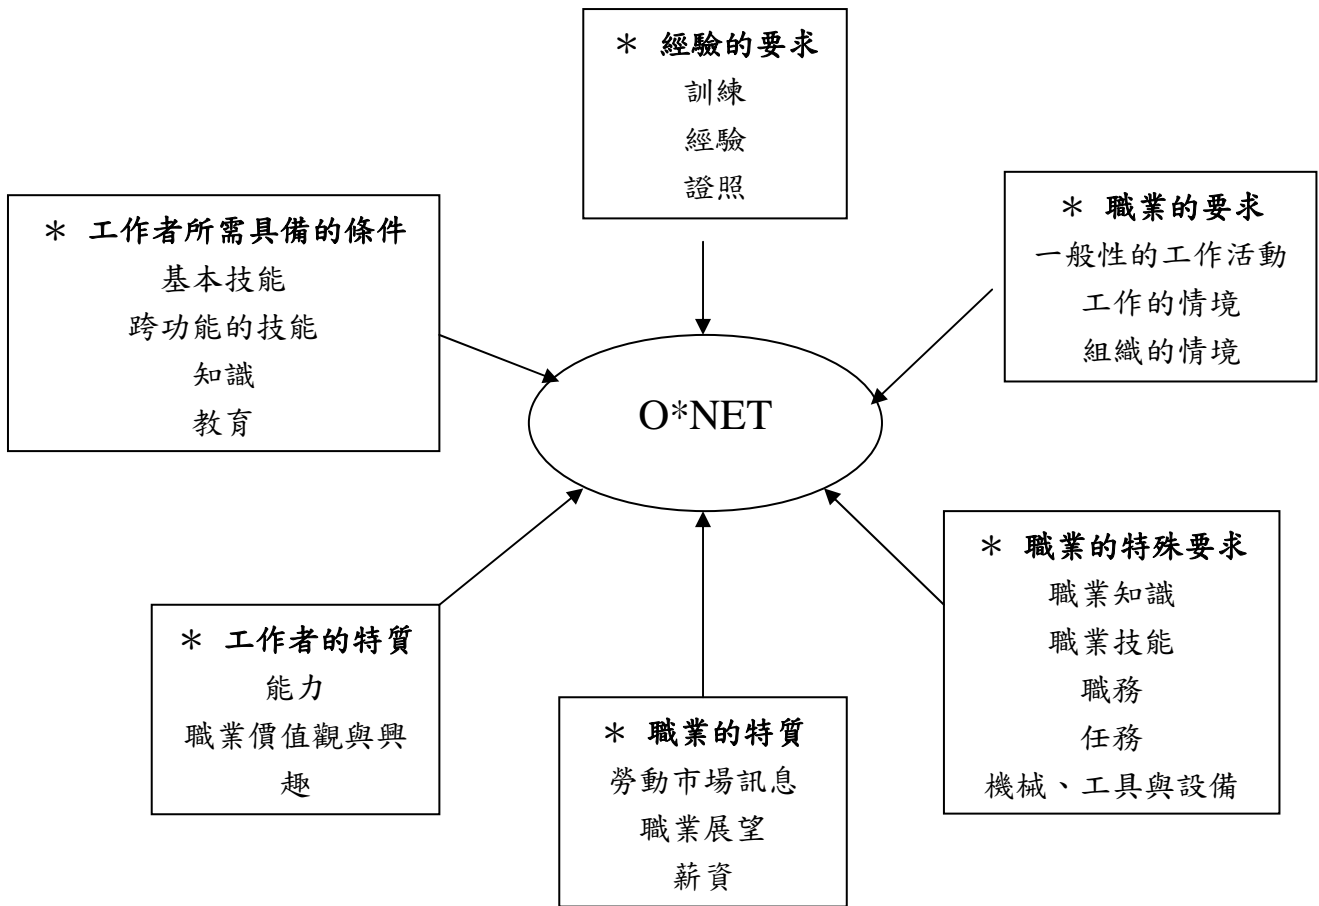 ＊ 經驗的要求
訓練
經驗
證照
＊ 職業的要求
一般性的工作活動
工作的情境
組織的情境
＊ 工作者所需具備的條件
基本技能
跨功能的技能
知識
教育
O*NET
＊ 職業的特殊要求
職業知識
職業技能
職務
任務
機械、工具與設備
＊ 工作者的特質
能力
職業價值觀與興
趣
＊ 職業的特質
勞動市場訊息
職業展望
薪資